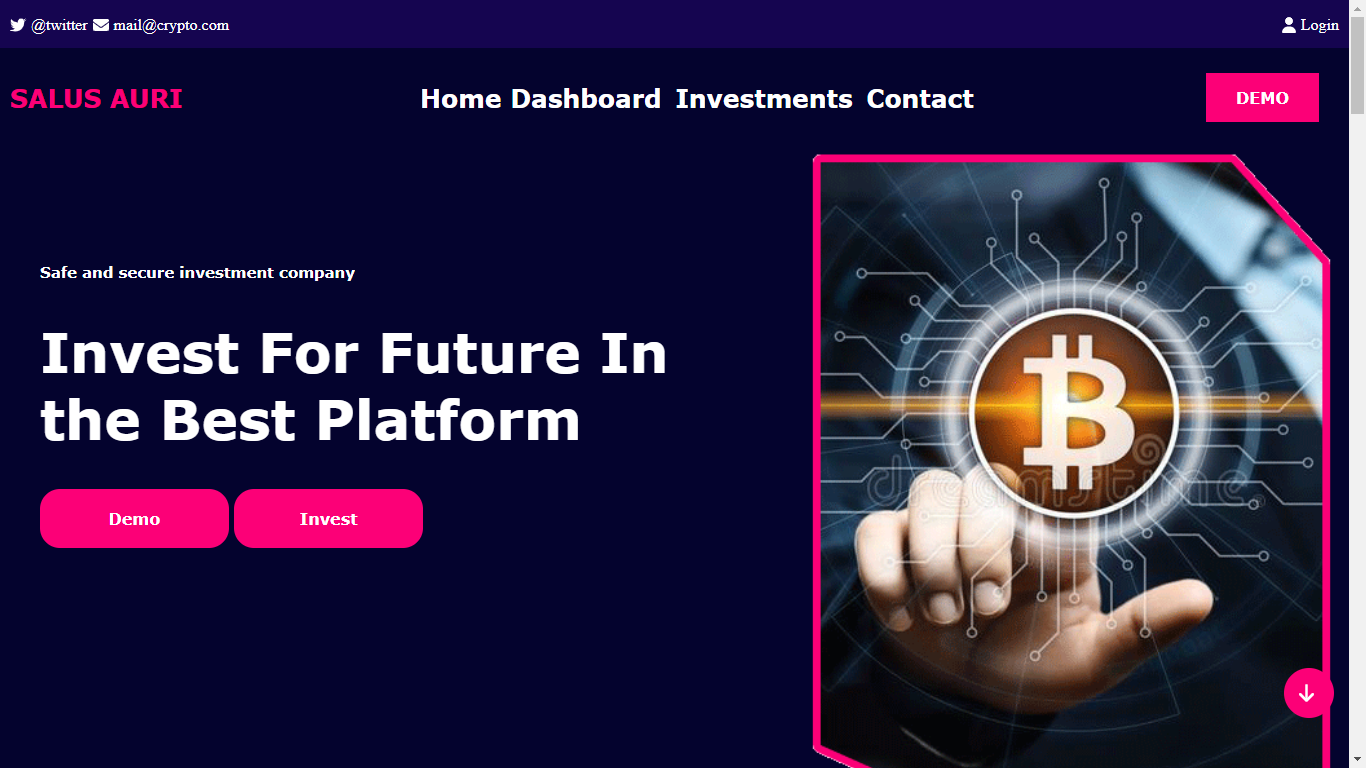 @twitter mail@crypto.com Login
SALUS AURI Home Dashboard Investments Contact DEMO
Safe and secure investment company
Invest For Future In
the Best Platform
Demo Invest
dreamstime